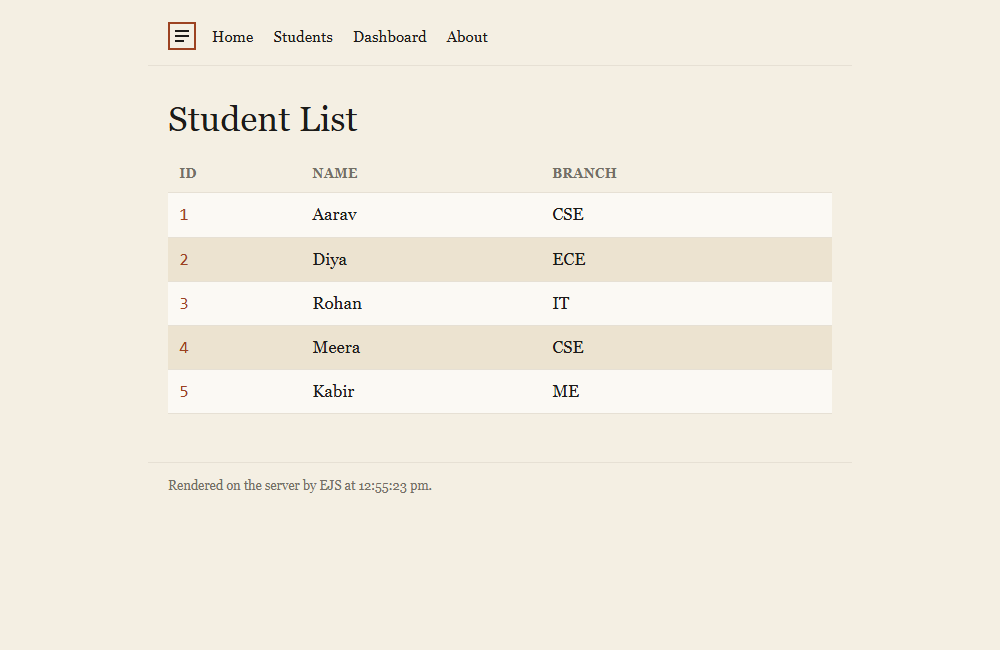 Home Students Dashboard About
Student List
ID NAME BRANCH
1 Aarav CSE
2 Diya ECE
3 Rohan IT
4 Meera CSE
5 Kabir ME
Rendered on the server by EJS at 12:55:23 pm.